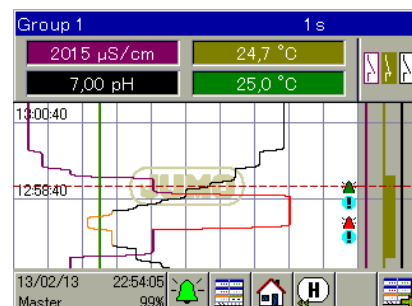 Group 1 1 s
2015 µS/cm 24,7 °C
7,00 pH 25,0 °C
13:00:40
JUMO
12:58:40
13/02/13 22:54:05
Master 99%
H